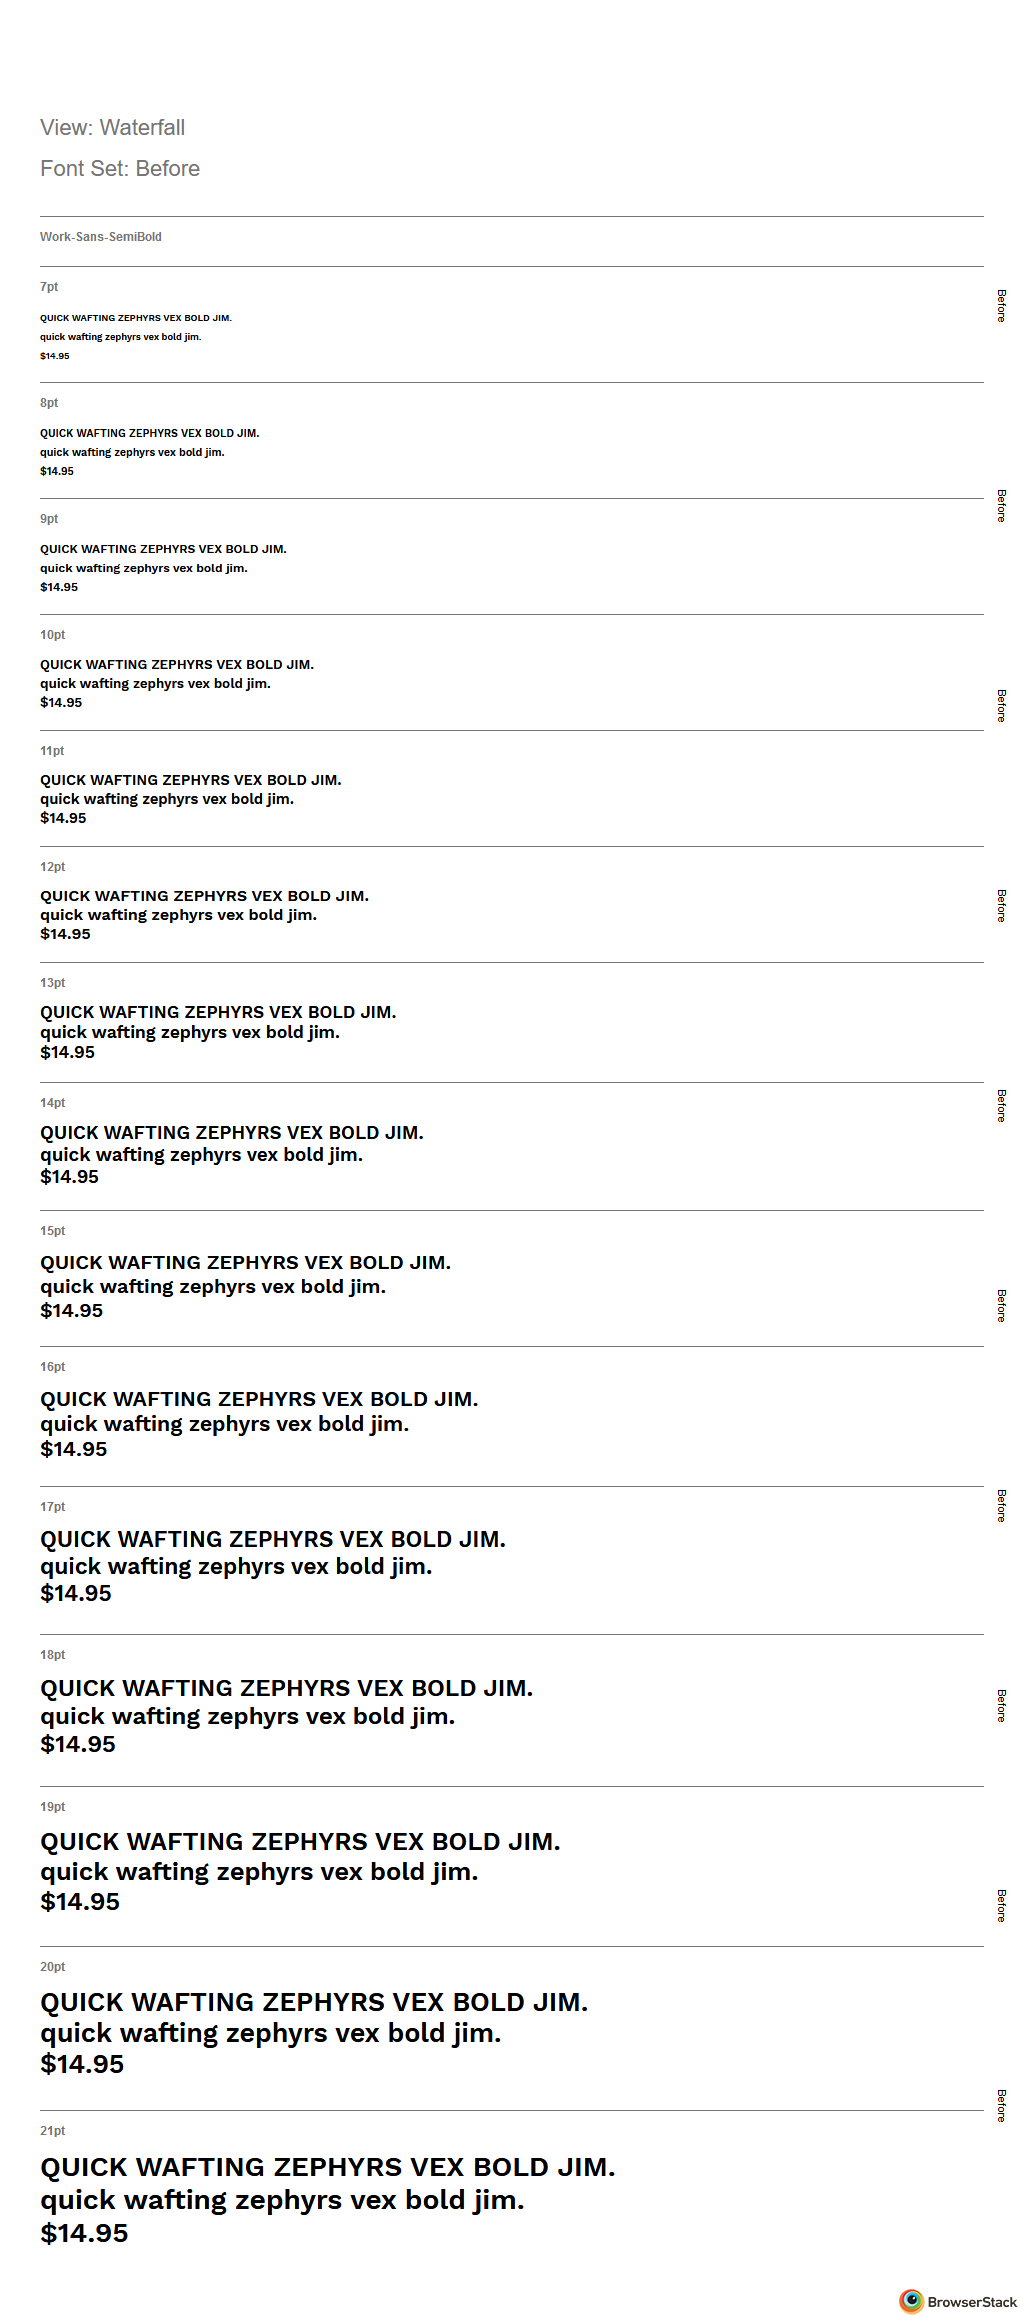 View: Waterfall
Font Set: Before
Work-Sans-SemiBold
7pt
QUICK WAFTING ZEPHYRS VEX BOLD JIM.
quick wafting zephyrs vex bold jim.
$14.95
Before
8pt
QUICK WAFTING ZEPHYRS VEX BOLD JIM.
quick wafting zephyrs vex bold jim.
$14.95
Before
9pt
QUICK WAFTING ZEPHYRS VEX BOLD JIM.
quick wafting zephyrs vex bold jim.
$14.95
10pt
QUICK WAFTING ZEPHYRS VEX BOLD JIM.
quick wafting zephyrs vex bold jim.
$14.95
Before
11pt
QUICK WAFTING ZEPHYRS VEX BOLD JIM.
quick wafting zephyrs vex bold jim.
$14.95
12pt
QUICK WAFTING ZEPHYRS VEX BOLD JIM.
quick wafting zephyrs vex bold jim.
$14.95
Before
13pt
QUICK WAFTING ZEPHYRS VEX BOLD JIM.
quick wafting zephyrs vex bold jim.
$14.95
14pt
QUICK WAFTING ZEPHYRS VEX BOLD JIM.
quick wafting zephyrs vex bold jim.
$14.95
Before
15pt
QUICK WAFTING ZEPHYRS VEX BOLD JIM.
quick wafting zephyrs vex bold jim.
$14.95
Before
16pt
QUICK WAFTING ZEPHYRS VEX BOLD JIM.
quick wafting zephyrs vex bold jim.
$14.95
17pt
QUICK WAFTING ZEPHYRS VEX BOLD JIM.
quick wafting zephyrs vex bold jim.
$14.95
Before
18pt
QUICK WAFTING ZEPHYRS VEX BOLD JIM.
quick wafting zephyrs vex bold jim.
$14.95
Before
19pt
QUICK WAFTING ZEPHYRS VEX BOLD JIM.
quick wafting zephyrs vex bold jim.
$14.95
Before
20pt
QUICK WAFTING ZEPHYRS VEX BOLD JIM.
quick wafting zephyrs vex bold jim.
$14.95
Before
21pt
QUICK WAFTING ZEPHYRS VEX BOLD JIM.
quick wafting zephyrs vex bold jim.
$14.95
BrowserStack